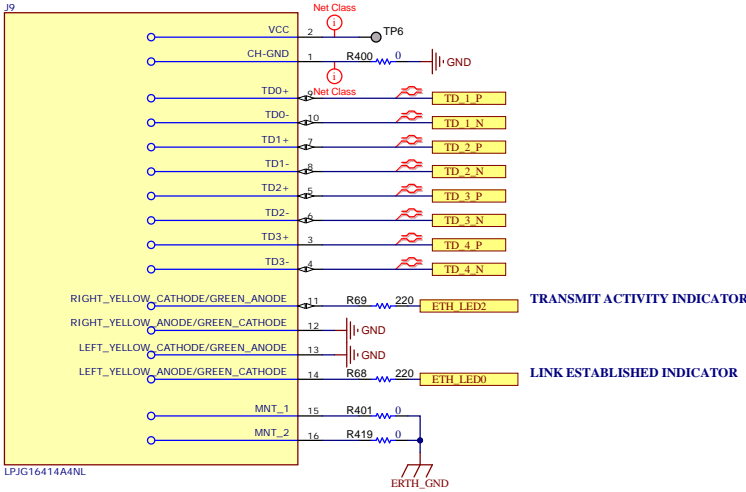 J9
Net Class
VCC 2 TP6
CH-GND 1 R400 0 GND
Net Class
TD0+ 9 TD_1_P
TD0- 10 TD_1_N
TD1+ 7 TD_2_P
TD1- 8 TD_2_N
TD2+ 5 TD_3_P
TD2- 6 TD_3_N
TD3+ 3 TD_4_P
TD3- 4 TD_4_N
RIGHT_YELLOW_CATHODE/GREEN_ANODE 11 R69 220 ETH_LED2 TRANSMIT ACTIVITY INDICATOR
RIGHT_YELLOW_ANODE/GREEN_CATHODE 12 GND
LEFT_YELLOW_CATHODE/GREEN_ANODE 13 GND
LEFT_YELLOW_ANODE/GREEN_CATHODE 14 R68 220 ETH_LED0 LINK ESTABLISHED INDICATOR
MNT_1 15 R401 0
MNT_2 16 R419 0
LPJG16414A4NL
ERTH_GND